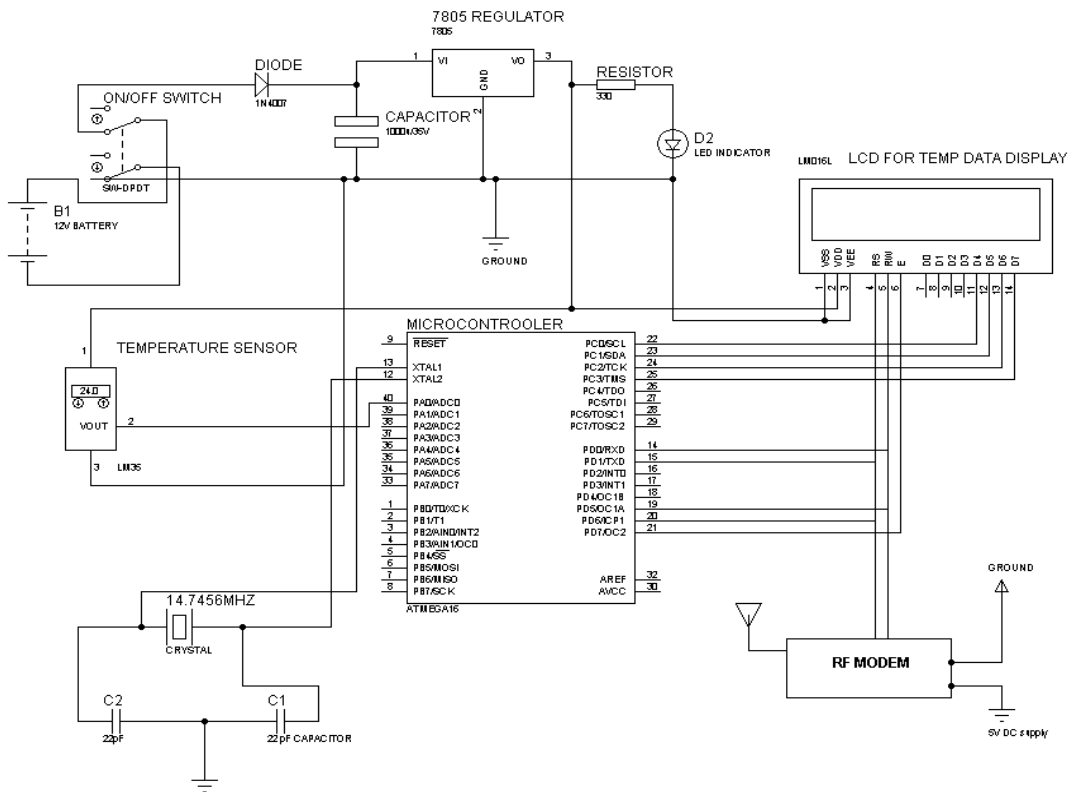 7805 REGULATOR
7805
1
VI
VO
3
GND
2
DIODE
1N4007
RESISTOR
330
ON/OFF SWITCH
SW-DPDT
CAPACITOR
1000u/35V
D2
LED INDICATOR
B1
12V BATTERY
GROUND
LM016L
LCD FOR TEMP DATA DISPLAY
VSS
VDD
VEE
RS
RW
E
D0
D1
D2
D3
D4
D5
D6
D7
1
2
3
4
5
6
7
8
9
10
11
12
13
14
TEMPERATURE SENSOR
1
24.0
VOUT
2
3
LM35
MICROCONTROOLER
9 RESET
13 XTAL1
12 XTAL2
40 PA0/ADC0
39 PA1/ADC1
38 PA2/ADC2
37 PA3/ADC3
36 PA4/ADC4
35 PA5/ADC5
34 PA6/ADC6
33 PA7/ADC7
1 PB0/T0/XCK
2 PB1/T1
3 PB2/AIN0/INT2
4 PB3/AIN1/OC0
5 PB4/SS
6 PB5/MOSI
7 PB6/MISO
8 PB7/SCK
PC0/SCL 22
PC1/SDA 23
PC2/TCK 24
PC3/TMS 25
PC4/TDO 26
PC5/TDI 27
PC6/TOSC1 28
PC7/TOSC2 29
PD0/RXD 14
PD1/TXD 15
PD2/INT0 16
PD3/INT1 17
PD4/OC1B 18
PD5/OC1A 19
PD6/ICP1 20
PD7/OC2 21
AREF 32
AVCC 30
ATMEGA16
14.7456MHZ
CRYSTAL
C2
22pF
C1
22pF CAPACITOR
GROUND
RF MODEM
5V DC supply